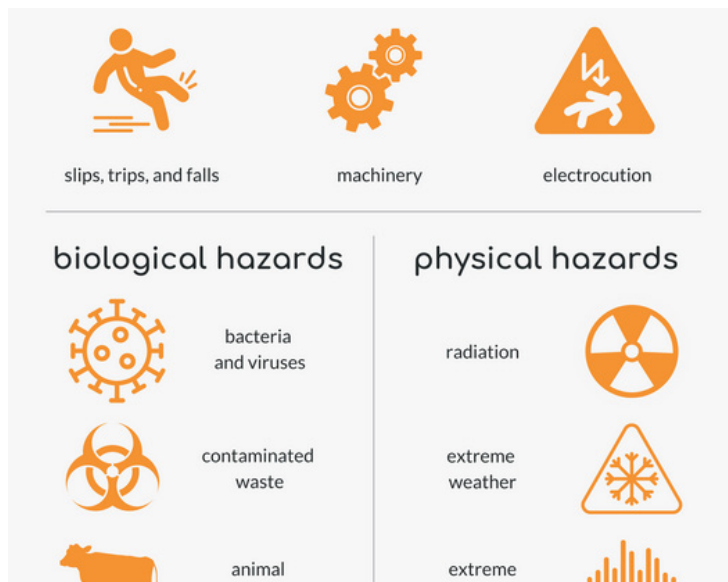 slips, trips, and falls
machinery
electrocution
biological hazards
bacteria
and viruses
contaminated
waste
animal
physical hazards
radiation
extreme
weather
extreme